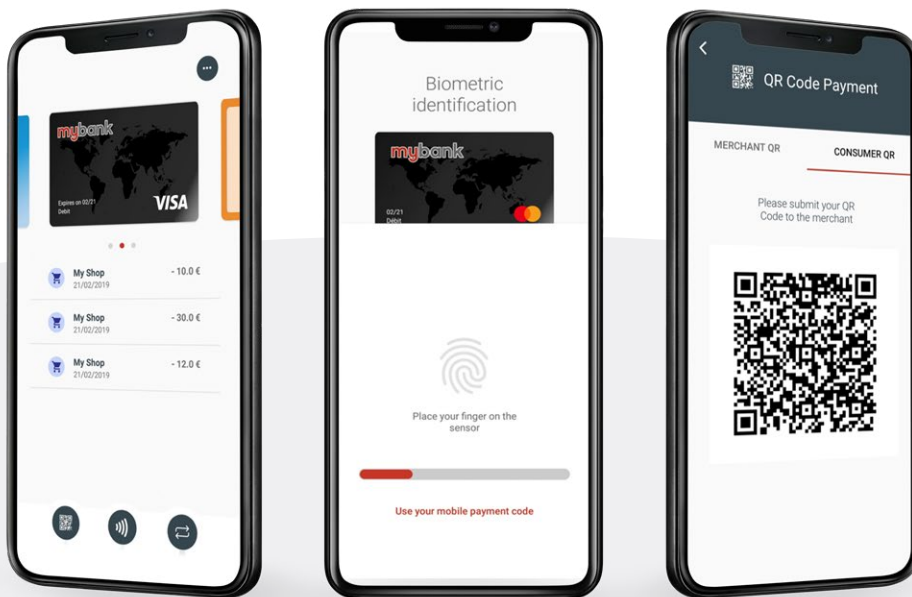 mybank
Expires on 02/21
Debit
VISA
My Shop
21/02/2019
- 10.0 €
My Shop
21/02/2019
- 30.0 €
My Shop
21/02/2019
- 12.0 €
Biometric
identification
mybank
02/21
Débit
Place your finger on the
sensor
Use your mobile payment code
QR Code Payment
MERCHANT QR
CONSUMER QR
Please submit your QR
Code to the merchant